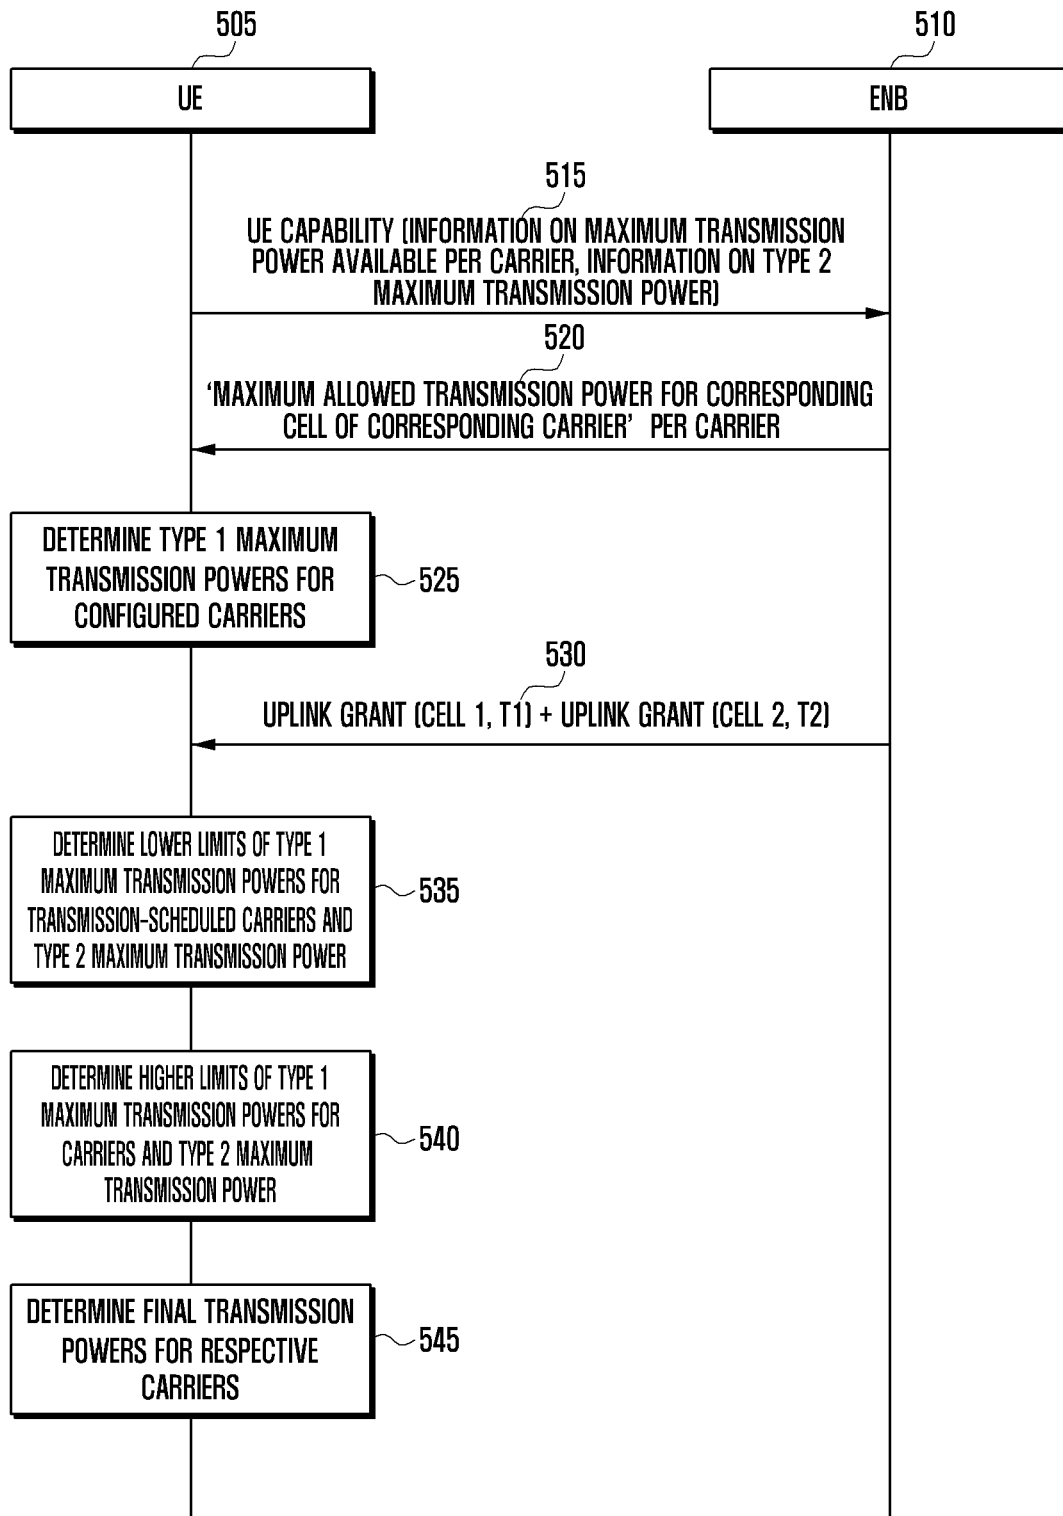 505
510
UE
ENB
515
UE CAPABILITY (INFORMATION ON MAXIMUM TRANSMISSION
POWER AVAILABLE PER CARRIER, INFORMATION ON TYPE 2
MAXIMUM TRANSMISSION POWER)
520
'MAXIMUM ALLOWED TRANSMISSION POWER FOR CORRESPONDING
CELL OF CORRESPONDING CARRIER' PER CARRIER
DETERMINE TYPE 1 MAXIMUM
TRANSMISSION POWERS FOR
CONFIGURED CARRIERS
525
530
UPLINK GRANT (CELL 1, T1) + UPLINK GRANT (CELL 2, T2)
DETERMINE LOWER LIMITS OF TYPE 1
MAXIMUM TRANSMISSION POWERS FOR
TRANSMISSION-SCHEDULED CARRIERS AND
TYPE 2 MAXIMUM TRANSMISSION POWER
535
DETERMINE HIGHER LIMITS OF TYPE 1
MAXIMUM TRANSMISSION POWERS FOR
CARRIERS AND TYPE 2 MAXIMUM
TRANSMISSION POWER
540
DETERMINE FINAL TRANSMISSION
POWERS FOR RESPECTIVE
CARRIERS
545